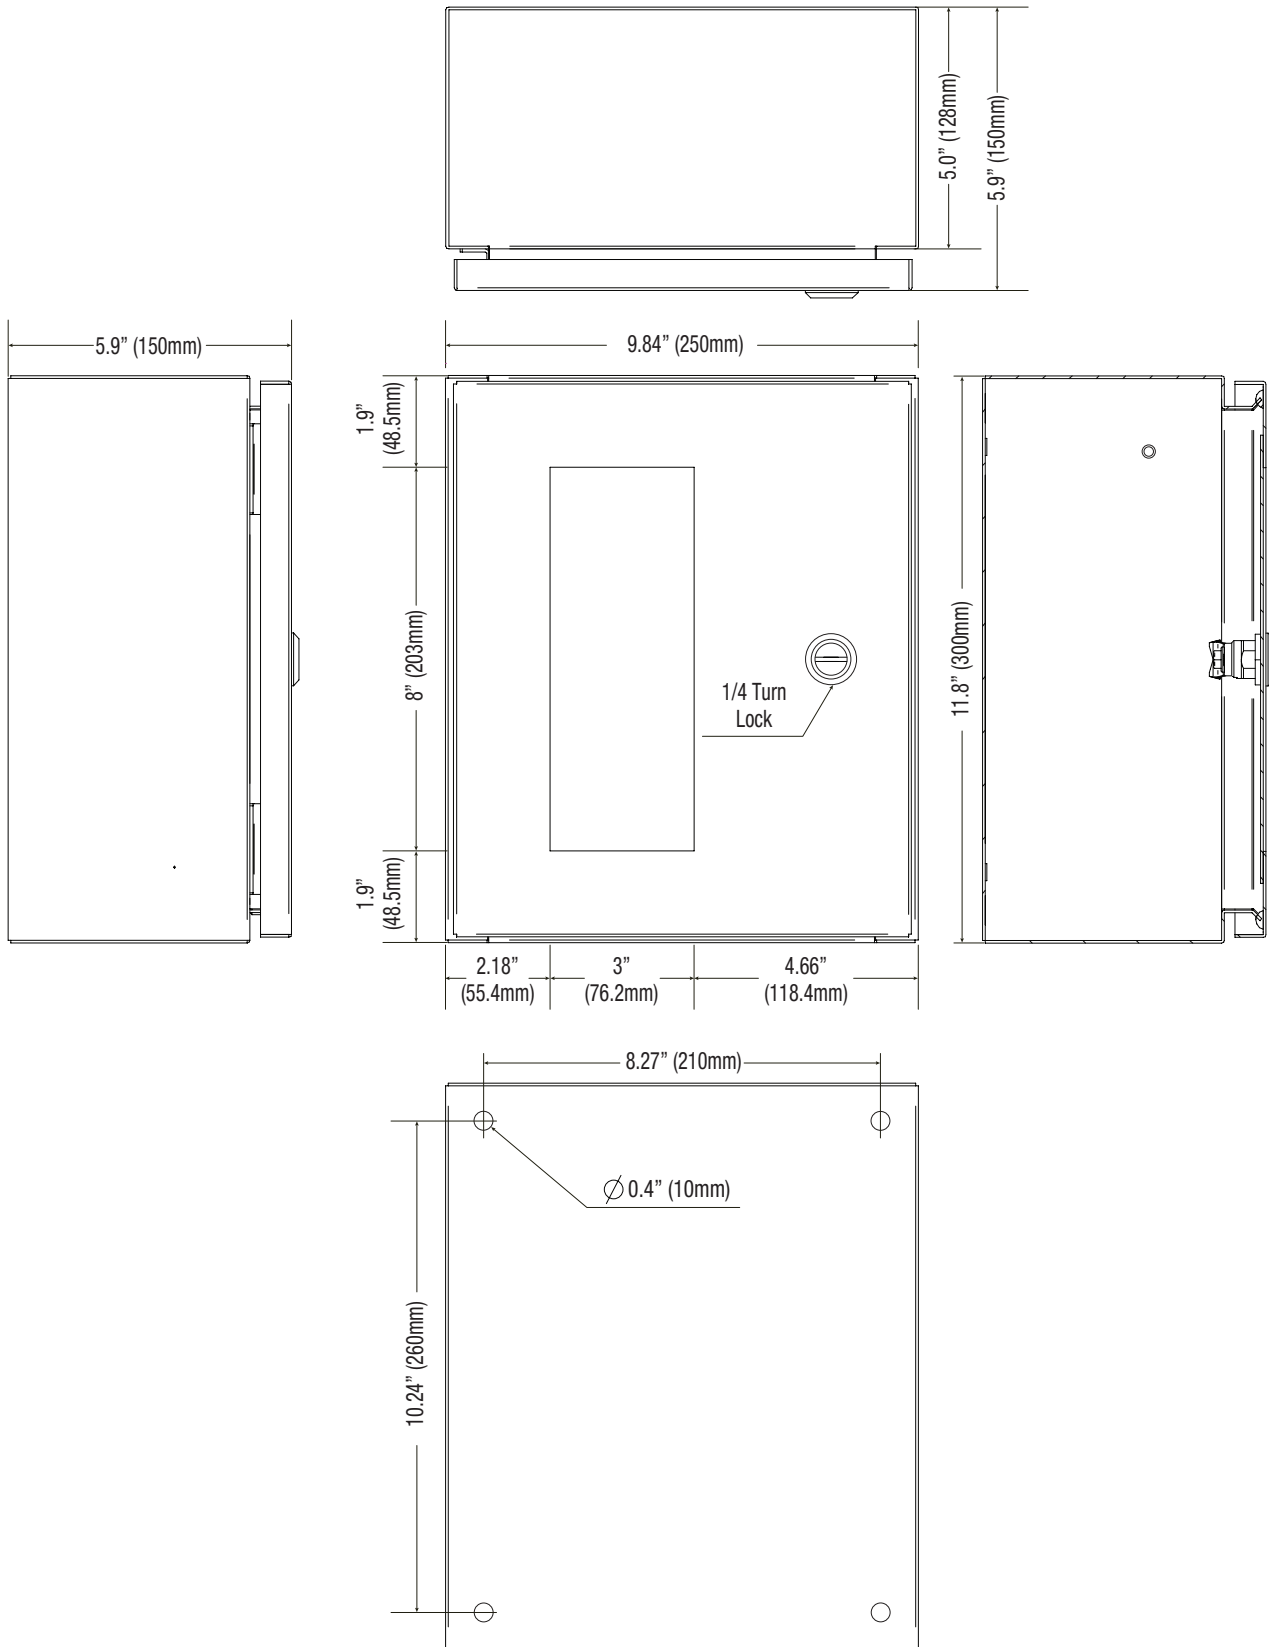 5.0” (128mm)
5.9” (150mm)
5.9” (150mm)
9.84” (250mm)
1.9”
(48.5mm)
8” (203mm)
1/4 Turn
Lock
11.8” (300mm)
1.9”
(48.5mm)
2.18”
(55.4mm)
3”
(76.2mm)
4.66”
(118.4mm)
8.27” (210mm)
∅ 0.4” (10mm)
10.24” (260mm)